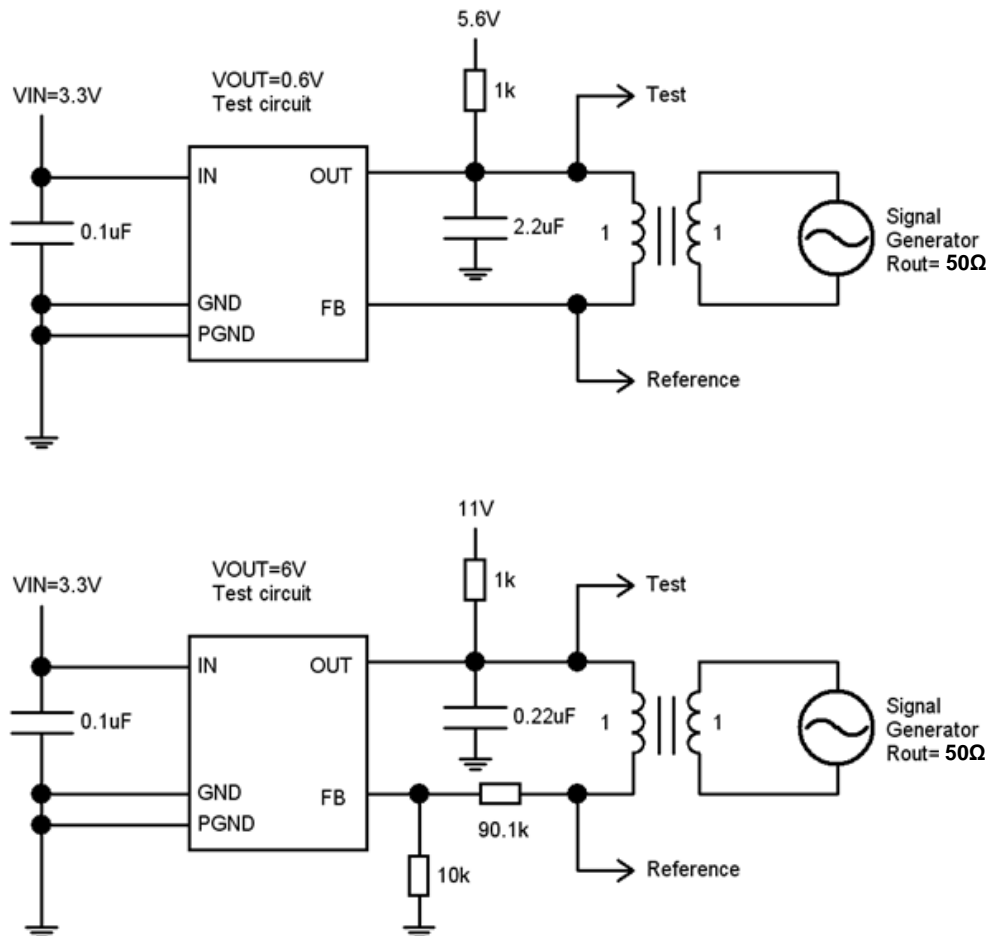 5.6V
VOUT=0.6V
Test circuit
1k
Test
VIN=3.3V
IN
OUT
0.1uF
2.2uF
1
1
Signal
Generator
Rout= 50Ω
GND
FB
PGND
Reference
11V
VOUT=6V
Test circuit
1k
Test
VIN=3.3V
IN
OUT
0.1uF
0.22uF
1
1
Signal
Generator
Rout= 50Ω
GND
FB
PGND
90.1k
10k
Reference